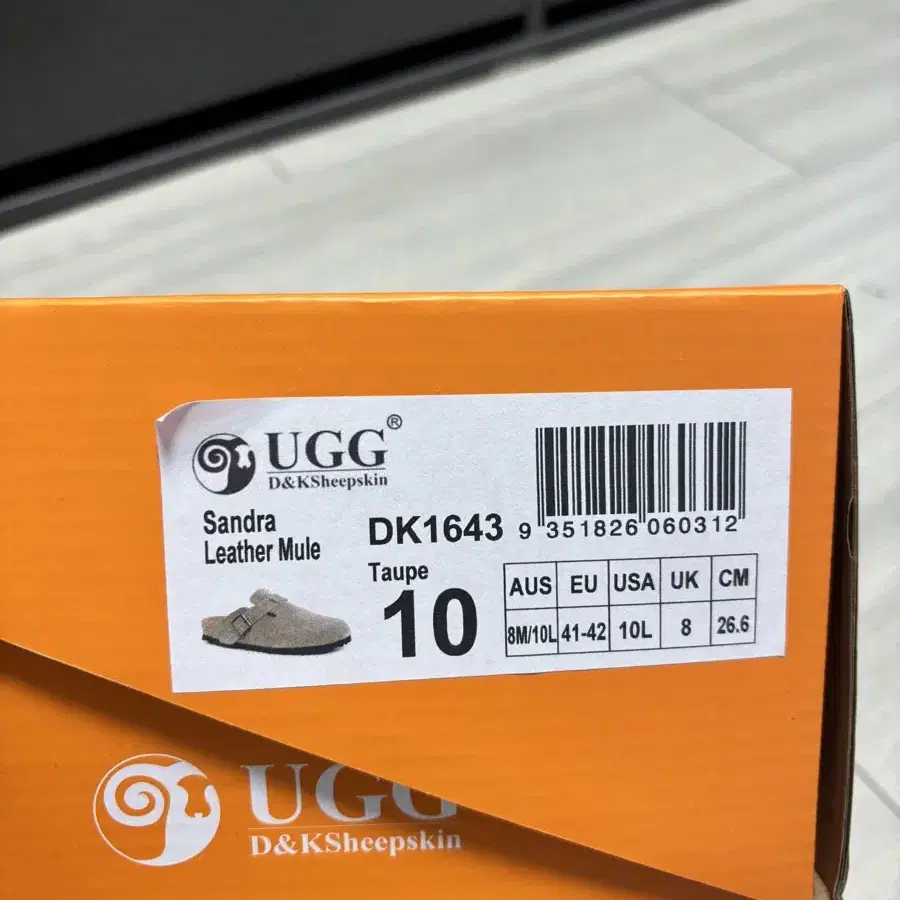 UGG®
D&KSheepskin
Sandra
Leather Mule
DK1643
Taupe
10
9 351826 060312
AUS EU USA UK CM
8M/10L 41-42 10L 8 26.6
UGG
D&KSheepskin